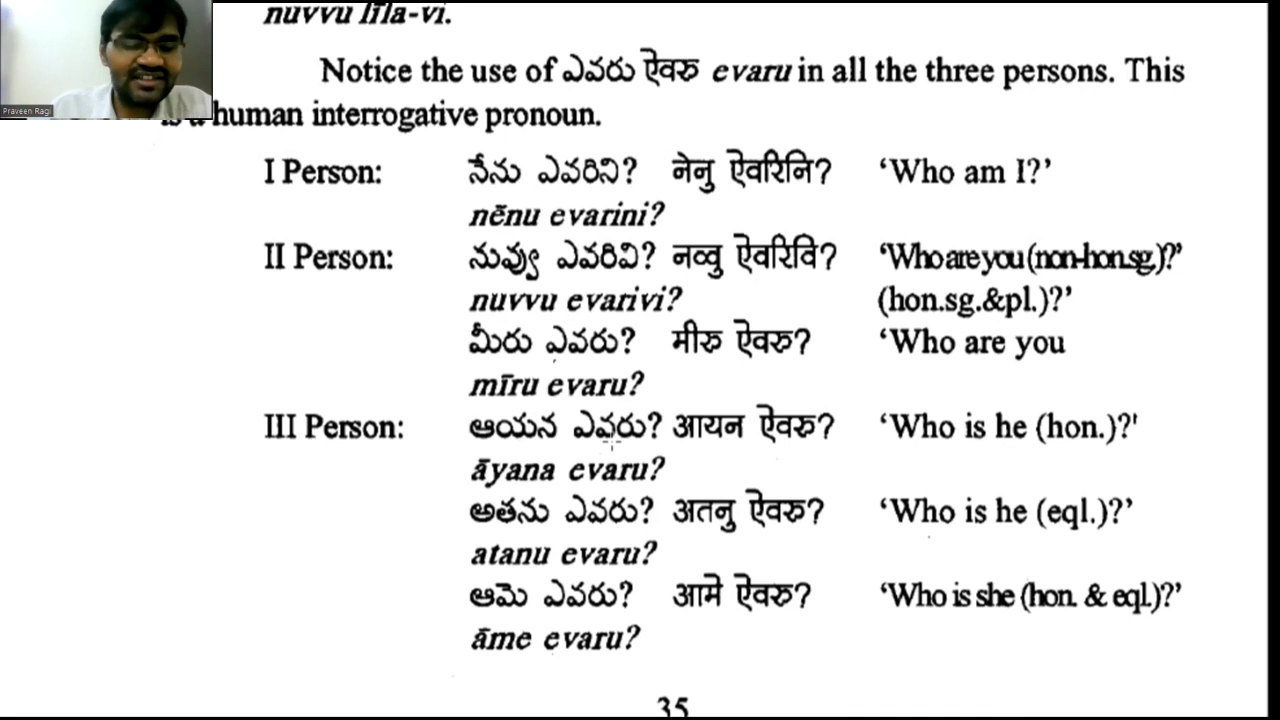 nuvvu līla-vi.
Praveen Ragi
Notice the use of ఎవరు ऐवरु evaru in all the three persons. This
is a human interrogative pronoun.
I Person: నేను ఎవరిని? नेनु ऐवरिनि? ‘Who am I?’
nēnu evarini?
II Person: నువ్వు ఎవరివి? नव्वु ऐवरिवि? ‘Who are you (non-hon.sg.)?’
nuvvu evarivi? (hon.sg.&pl.)?’
మీరు ఎవరు? मीरु ऐवरु? ‘Who are you
mīru evaru?
III Person: ఆయన ఎవరు? आयन ऐवरु? ‘Who is he (hon.)?'
āyana evaru?
అతను ఎవరు? अतनु ऐवरु? ‘Who is he (eql.)?’
atanu evaru?
ఆమె ఎవరు? आमे ऐवरु? ‘Who is she (hon. & eql.)?’
āme evaru?
35